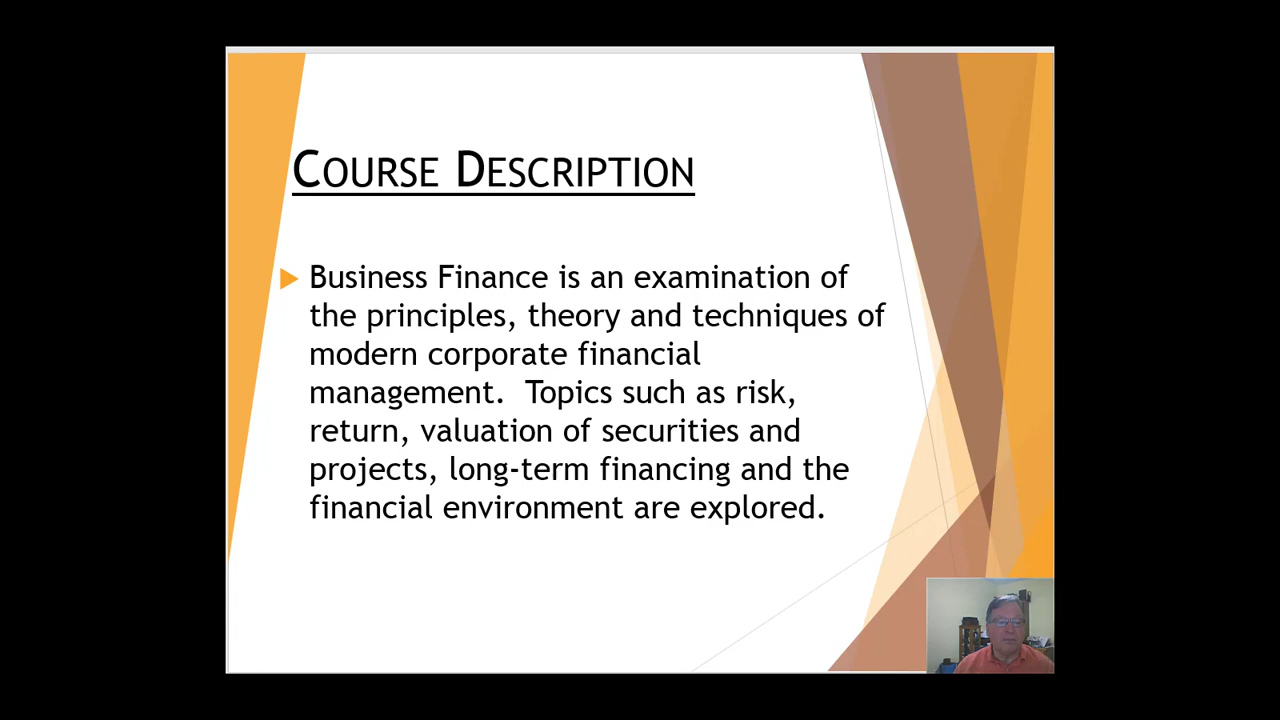 Course Description
Business Finance is an examination of
the principles, theory and techniques of
modern corporate financial
management.  Topics such as risk,
return, valuation of securities and
projects, long-term financing and the
financial environment are explored.